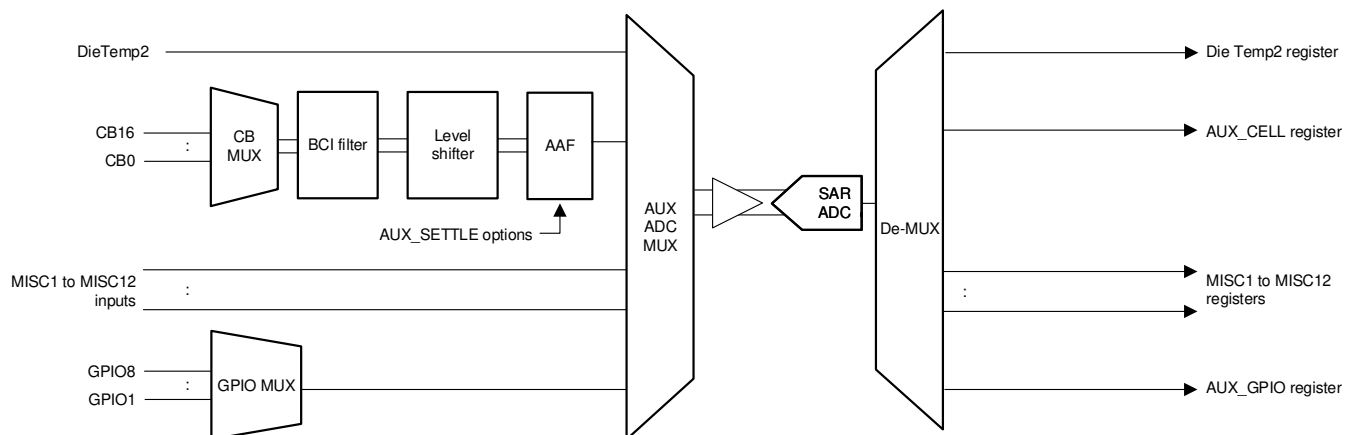 DieTemp2
Die Temp2 register
CB16
:
CB0
CB
MUX
BCI filter
Level
shifter
AAF
AUX_CELL register
AUX_SETTLE options
AUX
ADC
MUX
SAR
ADC
De-MUX
MISC1 to MISC12
inputs
:
:
MISC1 to MISC12
registers
GPIO8
:
GPIO1
GPIO MUX
AUX_GPIO register